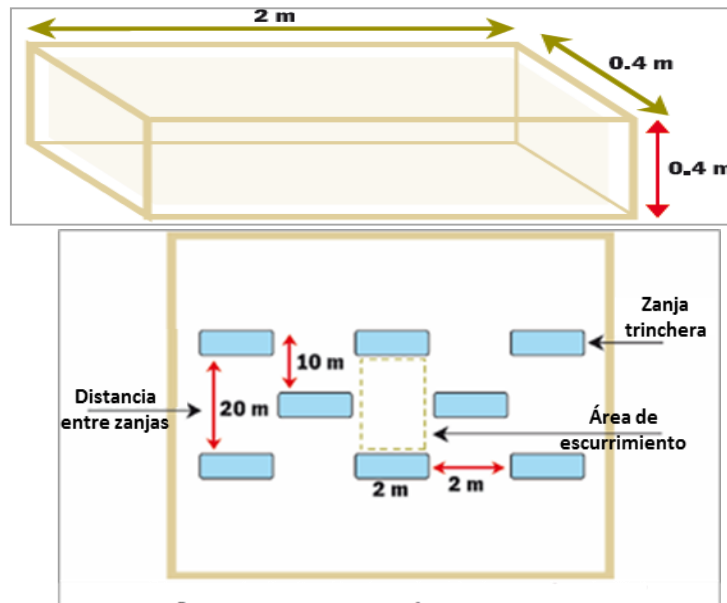 2 m
0.4 m
0.4 m
Zanja
trinchera
10 m
Distancia
entre zanjas
20 m
Área de
escurrimiento
2 m
2 m